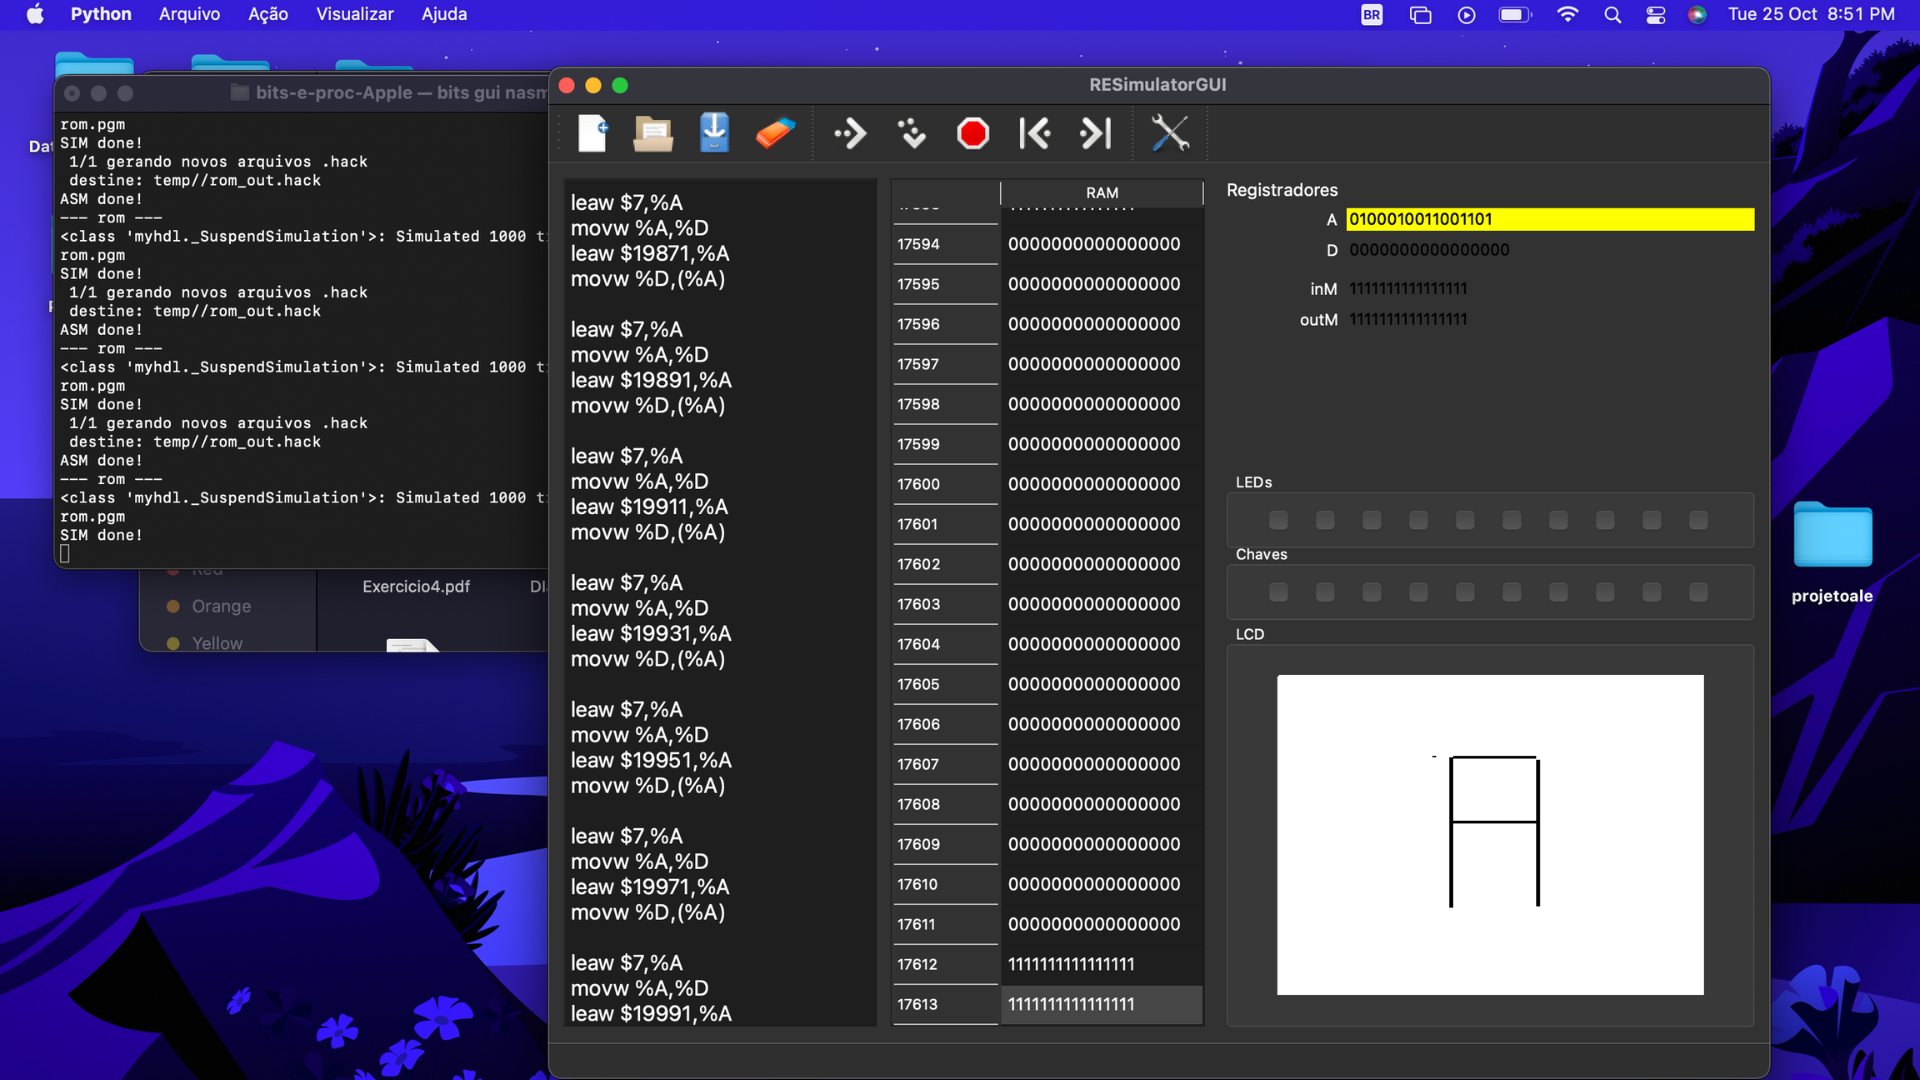 Python Arquivo Ação Visualizar Ajuda
BR
Tue 25 Oct 8:51 PM
bits-e-proc-Apple — bits gui nasm
rom.pgm
SIM done!
1/1 gerando novos arquivos .hack
destine: temp//rom_out.hack
ASM done!
--- rom ---
<class 'myhdl._SuspendSimulation'>: Simulated 1000 ti
rom.pgm
SIM done!
1/1 gerando novos arquivos .hack
destine: temp//rom_out.hack
ASM done!
--- rom ---
<class 'myhdl._SuspendSimulation'>: Simulated 1000 ti
rom.pgm
SIM done!
1/1 gerando novos arquivos .hack
destine: temp//rom_out.hack
ASM done!
--- rom ---
<class 'myhdl._SuspendSimulation'>: Simulated 1000 ti
rom.pgm
SIM done!
Red
Orange
Yellow
Exercicio4.pdf
RESimulatorGUI
leaw $7,%A
movw %A,%D
leaw $19871,%A
movw %D,(%A)
leaw $7,%A
movw %A,%D
leaw $19891,%A
movw %D,(%A)
leaw $7,%A
movw %A,%D
leaw $19911,%A
movw %D,(%A)
leaw $7,%A
movw %A,%D
leaw $19931,%A
movw %D,(%A)
leaw $7,%A
movw %A,%D
leaw $19951,%A
movw %D,(%A)
leaw $7,%A
movw %A,%D
leaw $19971,%A
movw %D,(%A)
leaw $7,%A
movw %A,%D
leaw $19991,%A
RAM
17594 0000000000000000
17595 0000000000000000
17596 0000000000000000
17597 0000000000000000
17598 0000000000000000
17599 0000000000000000
17600 0000000000000000
17601 0000000000000000
17602 0000000000000000
17603 0000000000000000
17604 0000000000000000
17605 0000000000000000
17606 0000000000000000
17607 0000000000000000
17608 0000000000000000
17609 0000000000000000
17610 0000000000000000
17611 0000000000000000
17612 1111111111111111
17613 1111111111111111
Registradores
A 0100010011001101
D 0000000000000000
inM 1111111111111111
outM 1111111111111111
LEDs
Chaves
LCD
projetoale